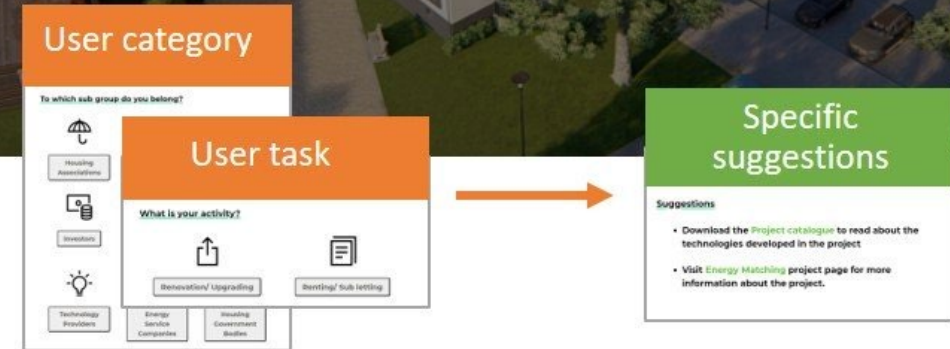 User category
To which sub group do you belong?
Housing
Associations
Investors
Technology
Providers
Energy
Service
Companies
Housing
Government
Bodies
User task
What is your activity?
Renovation/ Upgrading
Renting/ Sub letting
Specific
suggestions
Suggestions
• Download the Project catalogue to read about the
technologies developed in the project
• Visit Energy Matching project page for more
information about the project.